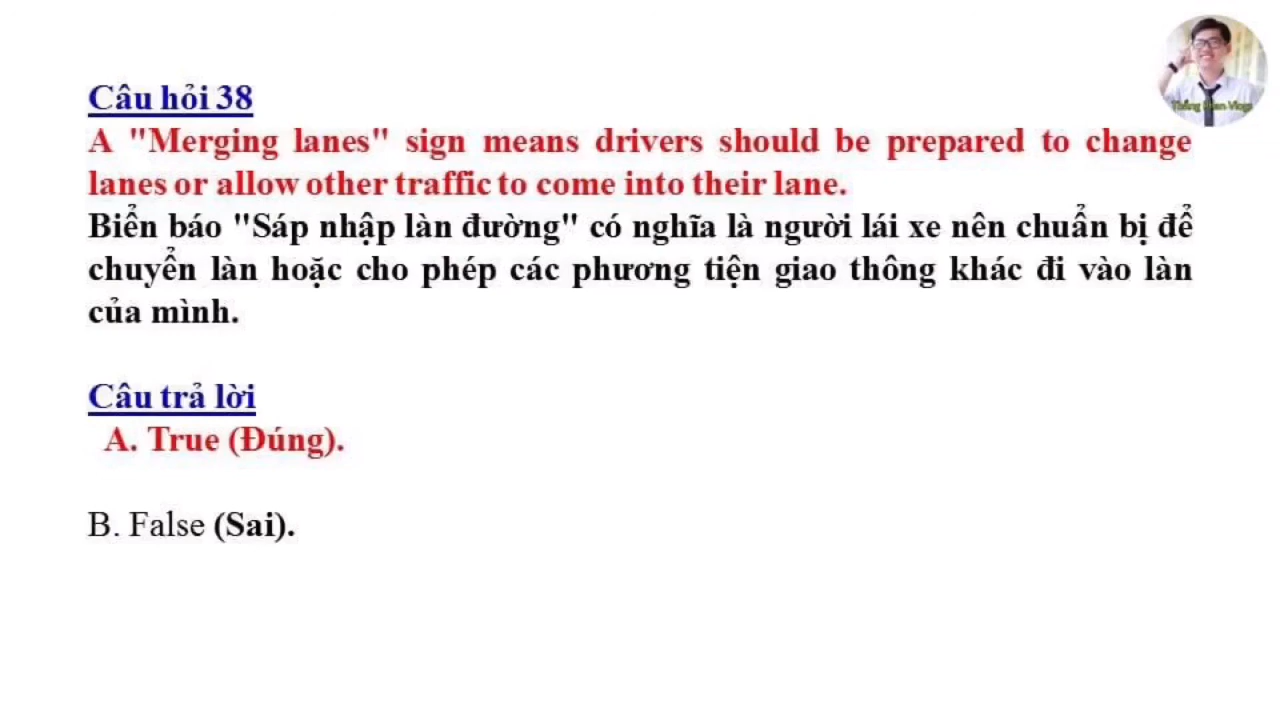 Câu hỏi 38
A "Merging lanes" sign means drivers should be prepared to change
lanes or allow other traffic to come into their lane.
Biển báo "Sáp nhập làn đường" có nghĩa là người lái xe nên chuẩn bị để
chuyển làn hoặc cho phép các phương tiện giao thông khác đi vào làn
của mình.
Câu trả lời
A. True (Đúng).
B. False (Sai).